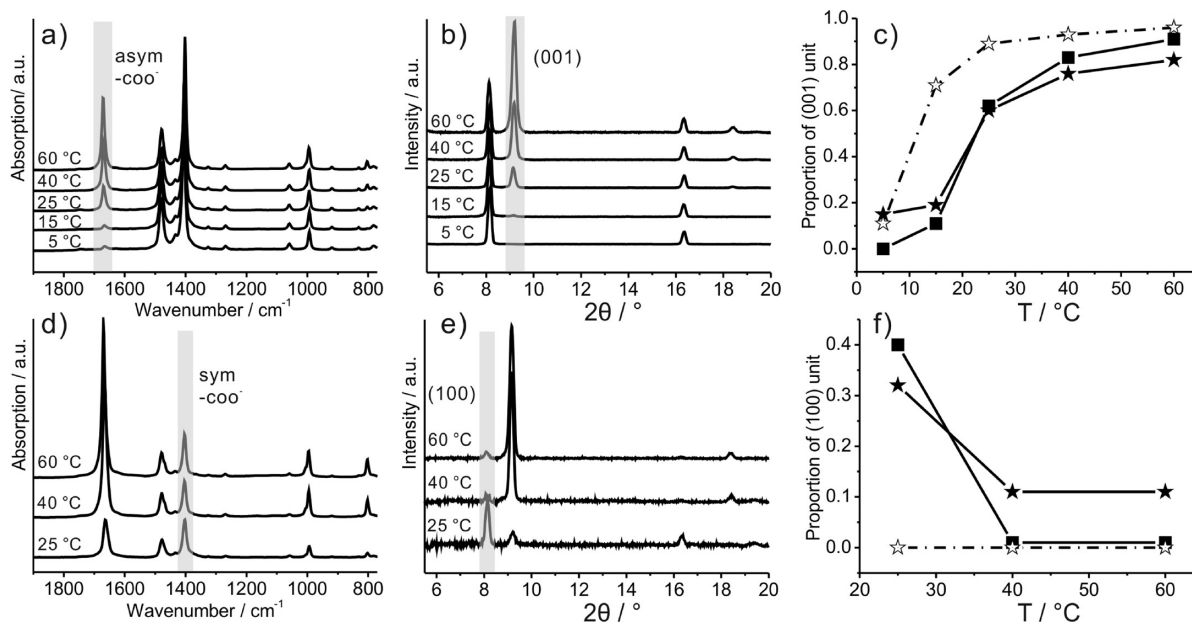 a)
asym
-coo⁻
60 °C
40 °C
25 °C
15 °C
5 °C
Absorption/ a.u.
1800 1600 1400 1200 1000 800
Wavenumber / cm⁻¹
b)
(001)
60 °C
40 °C
25 °C
15 °C
5 °C
Intensity / a.u.
6 8 10 12 14 16 18 20
2θ / °
c)
Proportion of (001) unit
1.0
0.8
0.6
0.4
0.2
0.0
0 10 20 30 40 50 60
T / °C
d)
sym
-coo⁻
60 °C
40 °C
25 °C
Absorption / a.u.
1800 1600 1400 1200 1000 800
Wavenumber / cm⁻¹
e)
(100)
60 °C
40 °C
25 °C
Intensity / a.u.
6 8 10 12 14 16 18 20
2θ / °
f)
Proportion of (100) unit
0.4
0.3
0.2
0.1
0.0
20 30 40 50 60
T / °C